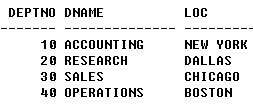 DEPTNO DNAME LOC
------- -------------- ----------
10 ACCOUNTING NEW YORK
20 RESEARCH DALLAS
30 SALES CHICAGO
40 OPERATIONS BOSTON